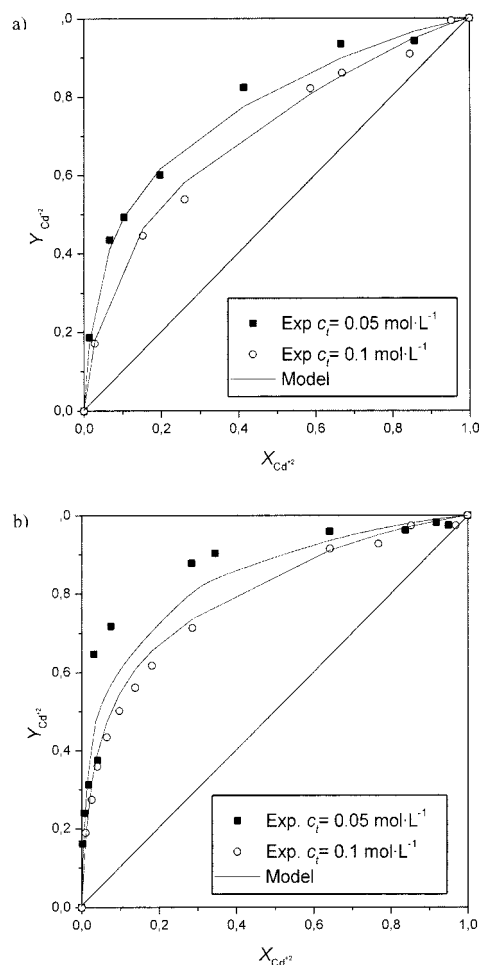 a)
,0
0,8
0,6
0,4
0,2
0,0
Y Cd+2
Exp cₜ= 0.05 mol·L⁻¹
Exp cₜ= 0.1 mol·L⁻¹
Model
0,0 0,2 0,4 0,6 0,8 1,0
X Cd+2
b)
,0
0,8
0,6
0,4
0,2
0,0
Y Cd+2
Exp. cₜ= 0.05 mol·L⁻¹
Exp. cₜ= 0.1 mol·L⁻¹
Model
0,0 0,2 0,4 0,6 0,8 1,0
X Cd+2